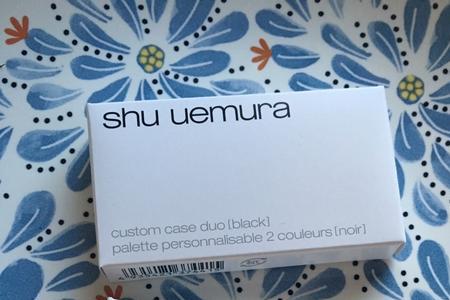 shu uemura
custom case duo [black]
palette personnalisable 2 couleurs [noir]